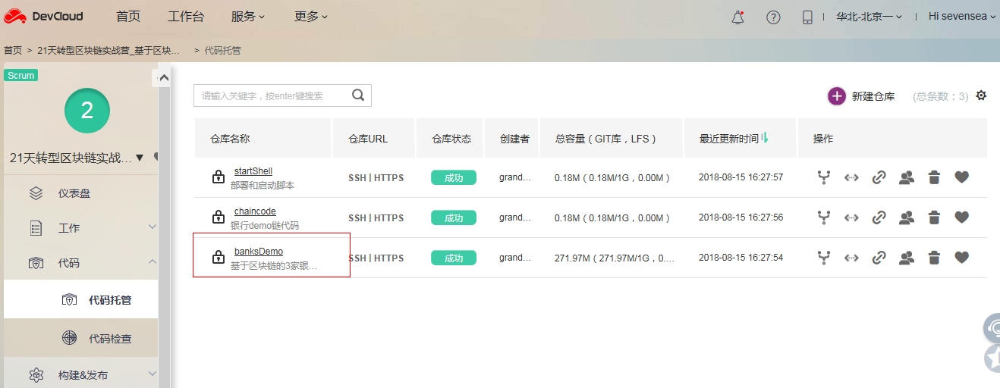 DevCloud 首页 工作台 服务 更多 华北-北京一 Hi sevensea
首页 > 21天转型区块链实战营_基于区块... > 代码托管
Scrum
2
21天转型区块链实战...
仪表盘
工作
代码
代码托管
代码检查
构建&发布
请输入关键字，按enter键搜索
新建仓库 (总条数：3)
仓库名称 仓库URL 仓库状态 创建者 总容量（GIT库，LFS） 最近更新时间 操作
startShell
部署和启动脚本
SSH | HTTPS 成功 grand... 0.18M（0.18M/1G，0.00M） 2018-08-15 16:27:57
chaincode
银行demo链代码
SSH | HTTPS 成功 grand... 0.18M（0.18M/1G，0.00M） 2018-08-15 16:27:56
banksDemo
基于区块链的3家银...
SSH | HTTPS 成功 grand... 271.97M（271.97M/1G，0.... 2018-08-15 16:27:54